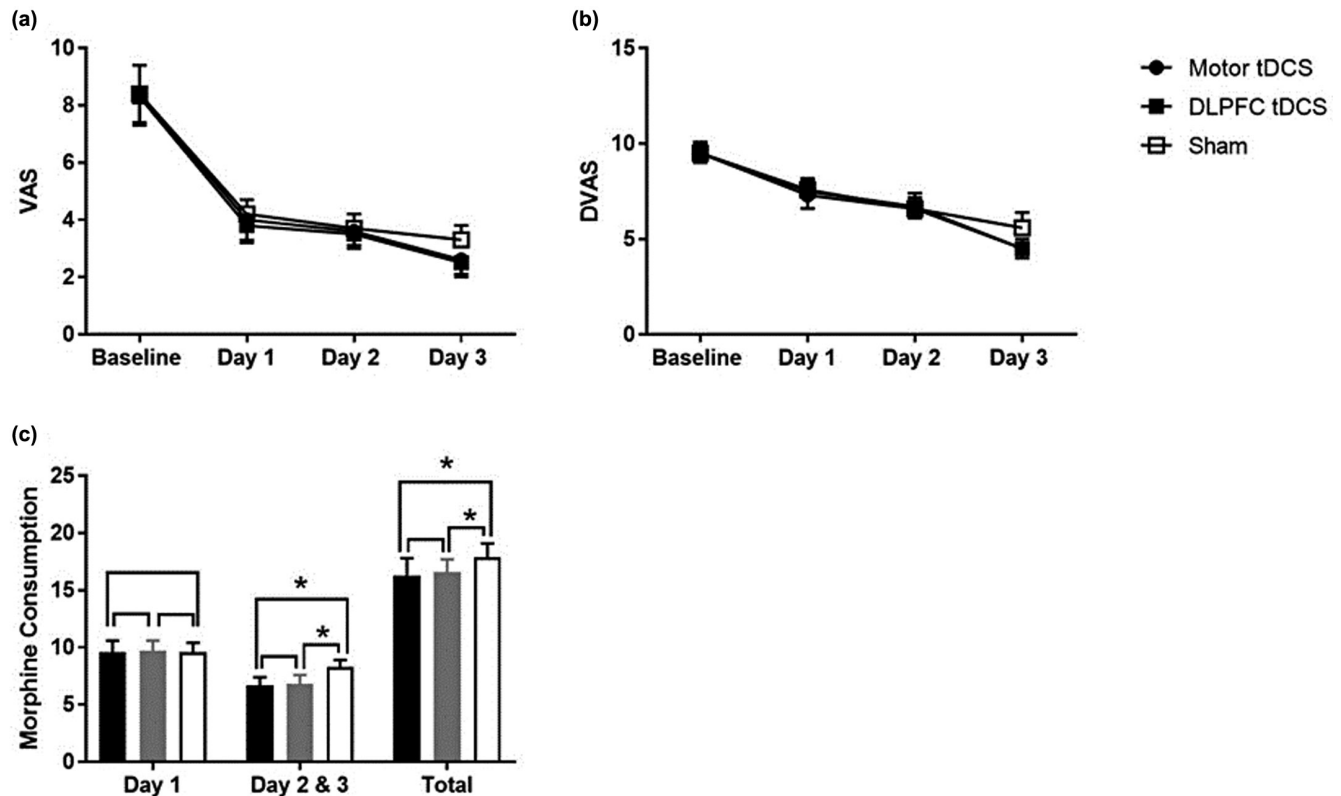 (a)
10
8
6
4
2
0
VAS
Baseline Day 1 Day 2 Day 3
(b)
15
10
5
0
DVAS
Baseline Day 1 Day 2 Day 3
Motor tDCS
DLPFC tDCS
Sham
(c)
25
20
15
10
5
0
Morphine Consumption
*
*
*
*
Day 1 Day 2 & 3 Total